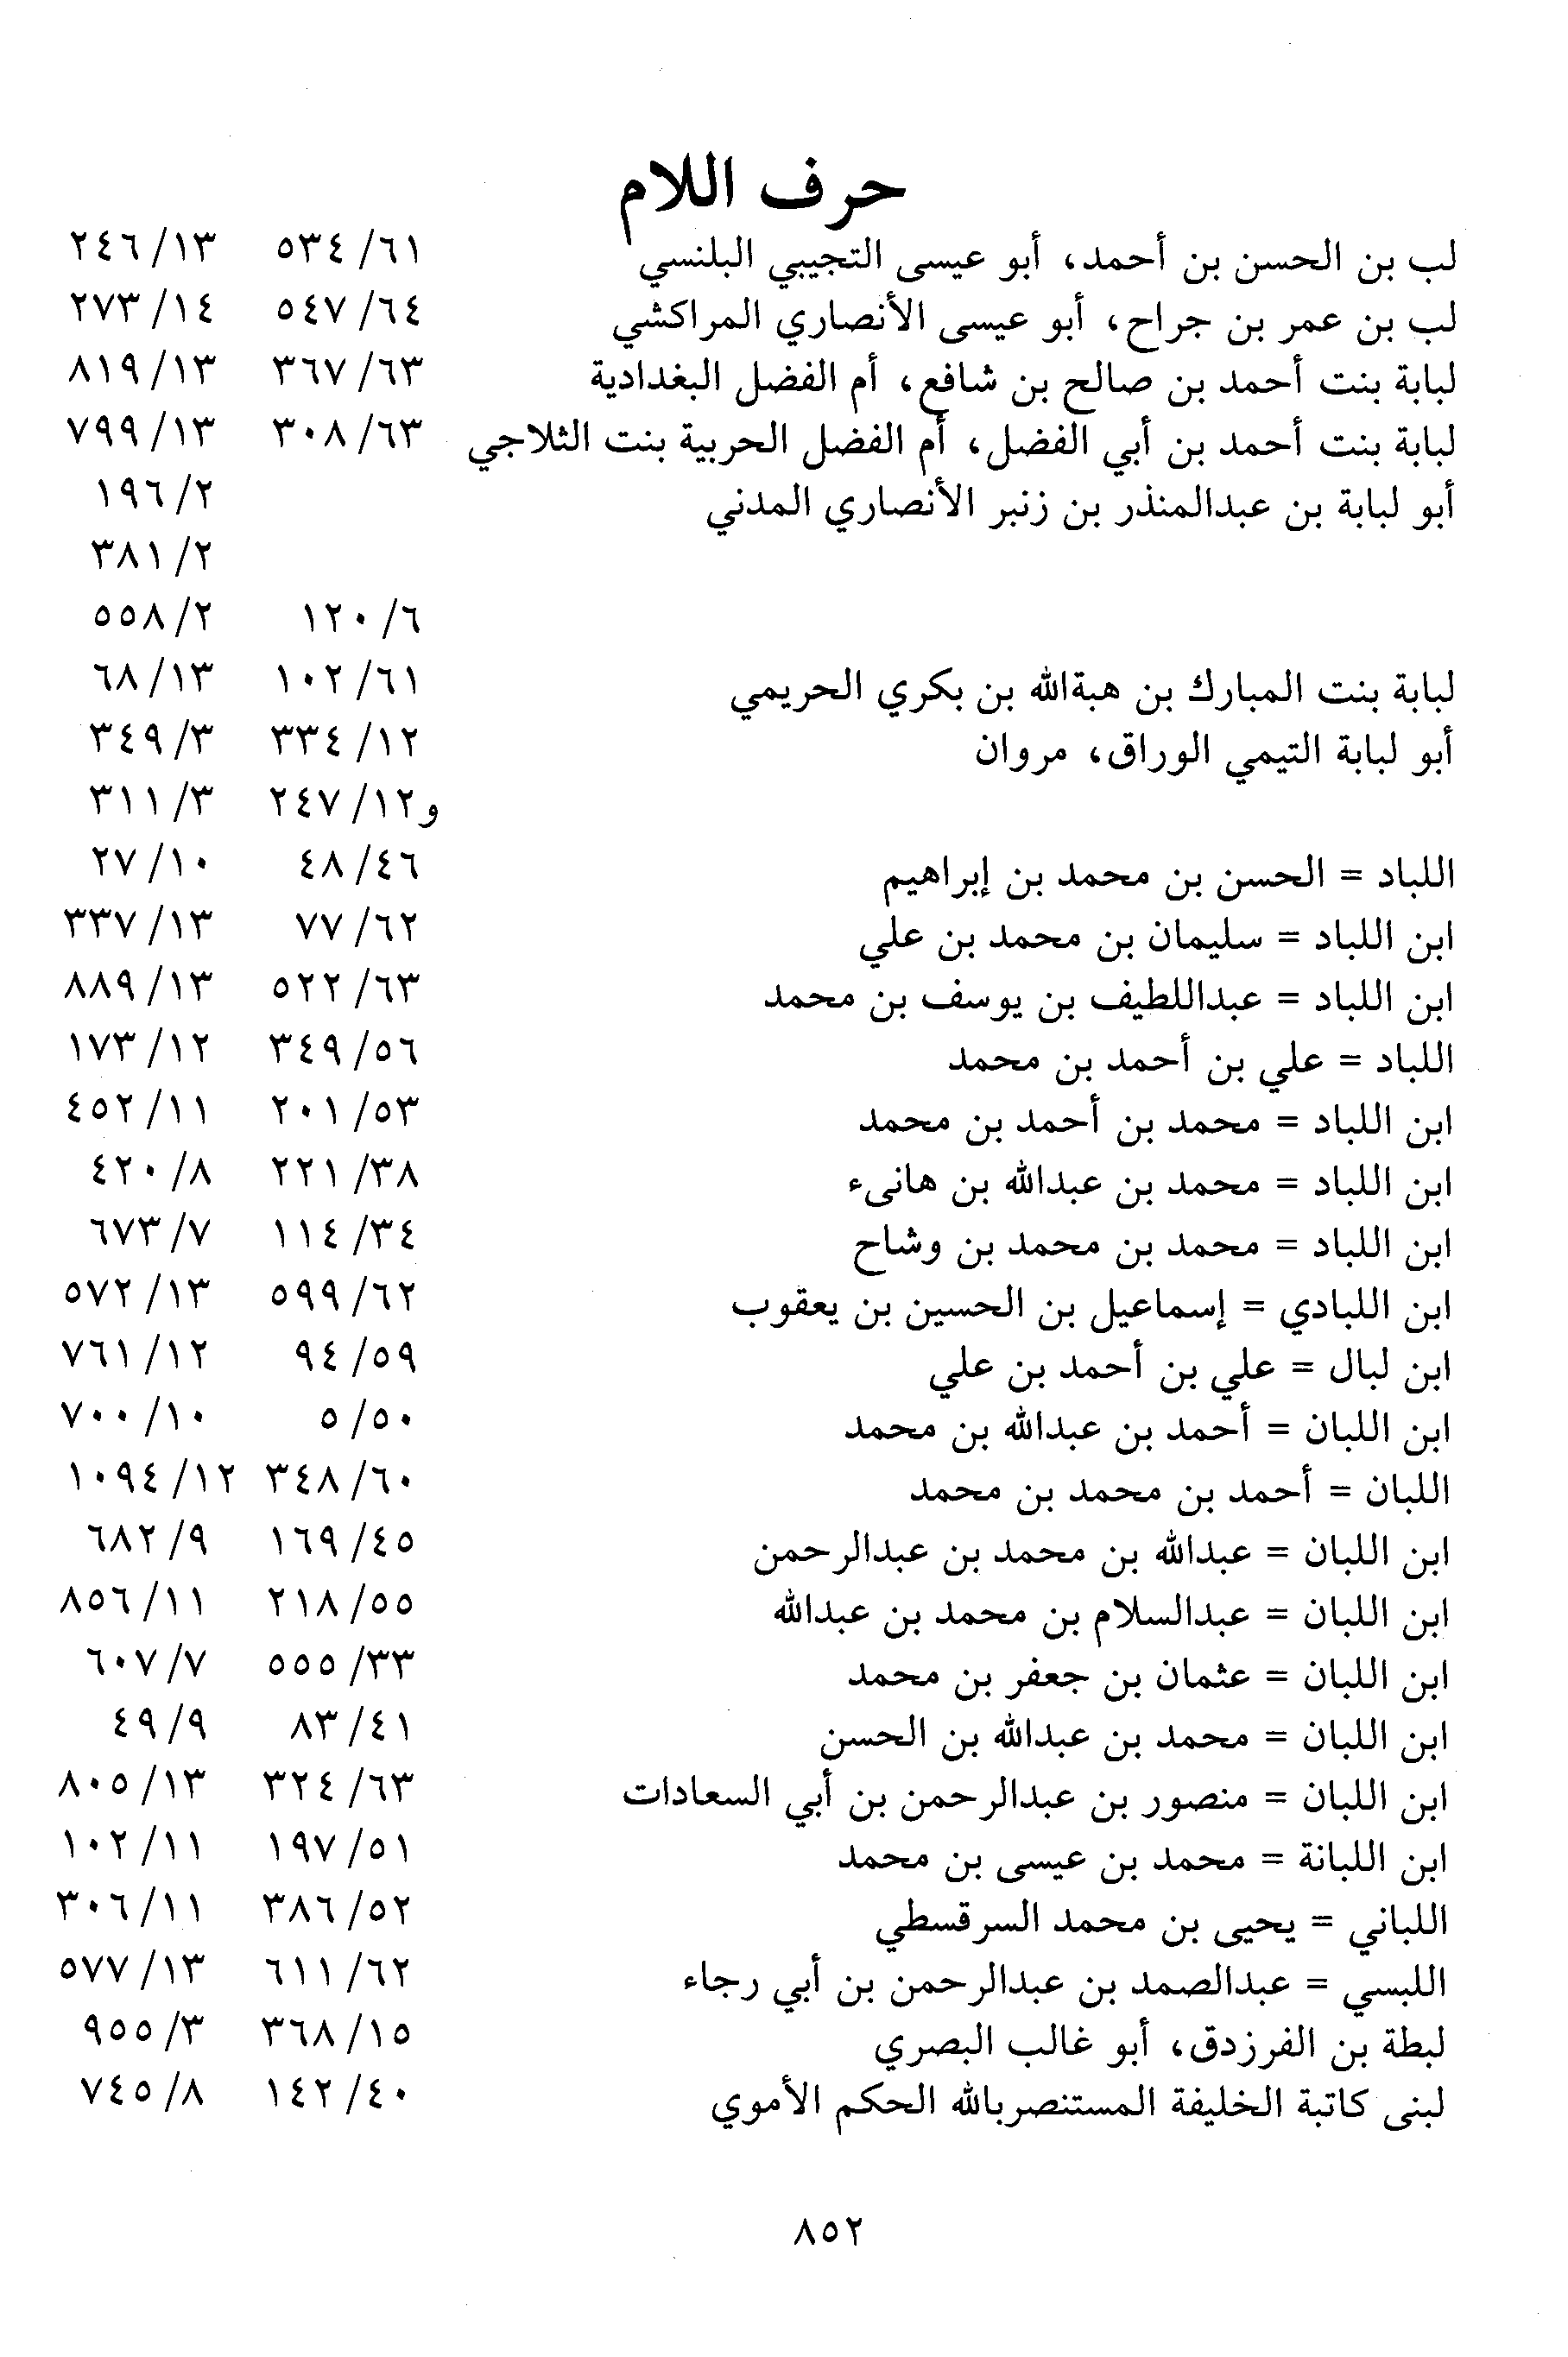 حرف اللام
لب بن الحسن بن أحمد، أبو عيسى التجيبي البلنسي ٦١/ ٥٣٤ ١٣/ ٢٤٦
لب بن عمر بن جراح، أبو عيسى الأنصاري المراكشي ٦٤/ ٥٤٧ ١٤/ ٢٧٣
لبابة بنت أحمد بن صالح بن شافع، أم الفضل البغدادية ٦٣/ ٣٦٧ ١٣/ ٨١٩
لبابة بنت أحمد بن أبي الفضل، أم الفضل الحربية بنت الثلاجي ٦٣/ ٣٠٨ ١٣/ ٧٩٩
أبو لبابة بن عبدالمنذر بن زنبر الأنصاري المدني ٢/ ١٩٦
٢/ ٣٨١
٦/ ١٢٠ ٢/ ٥٥٨
لبابة بنت المبارك بن هبةالله بن بكري الحريمي ٦١/ ١٠٢ ١٣/ ٦٨
أبو لبابة التيمي الوراق، مروان ١٢/ ٣٣٤ ٣/ ٣٤٩
و١٢/ ٢٤٧ ٣/ ٣١١
اللباد = الحسن بن محمد بن إبراهيم ٤٦/ ٤٨ ١٠/ ٢٧
ابن اللباد = سليمان بن محمد بن علي ٦٢/ ٧٧ ١٣/ ٣٣٧
ابن اللباد = عبداللطيف بن يوسف بن محمد ٦٣/ ٥٢٢ ١٣/ ٨٨٩
اللباد = علي بن أحمد بن محمد ٥٦/ ٣٤٩ ١٢/ ١٧٣
ابن اللباد = محمد بن أحمد بن محمد ٥٣/ ٢٠١ ١١/ ٤٥٢
ابن اللباد = محمد بن عبدالله بن هانىء ٣٨/ ٢٢١ ٨/ ٤٢٠
ابن اللباد = محمد بن محمد بن وشاح ٣٤/ ١١٤ ٧/ ٦٧٣
ابن اللبادي = إسماعيل بن الحسين بن يعقوب ٦٢/ ٥٩٩ ١٣/ ٥٧٢
ابن لبال = علي بن أحمد بن علي ٥٩/ ٩٤ ١٢/ ٧٦١
ابن اللبان = أحمد بن عبدالله بن محمد ٥٠/ ٥ ١٠/ ٧٠٠
اللبان = أحمد بن محمد بن محمد ٦٠/ ٣٤٨ ١٢/ ١٠٩٤
ابن اللبان = عبدالله بن محمد بن عبدالرحمن ٤٥/ ١٦٩ ٩/ ٦٨٢
ابن اللبان = عبدالسلام بن محمد بن عبدالله ٥٥/ ٢١٨ ١١/ ٨٥٦
ابن اللبان = عثمان بن جعفر بن محمد ٣٣/ ٥٥٥ ٧/ ٦٠٧
ابن اللبان = محمد بن عبدالله بن الحسن ٤١/ ٨٣ ٩/ ٤٩
ابن اللبان = منصور بن عبدالرحمن بن أبي السعادات ٦٣/ ٣٢٤ ١٣/ ٨٠٥
ابن اللبانة = محمد بن عيسى بن محمد ٥١/ ١٩٧ ١١/ ١٠٢
اللباني = يحيى بن محمد السرقسطي ٥٢/ ٣٨٦ ١١/ ٣٠٦
اللبسي = عبدالصمد بن عبدالرحمن بن أبي رجاء ٦٢/ ٦١١ ١٣/ ٥٧٧
لبطة بن الفرزدق، أبو غالب البصري ١٥/ ٣٦٨ ٣/ ٩٥٥
لبنى كاتبة الخليفة المستنصربالله الحكم الأموي ٤٠/ ١٤٢ ٨/ ٧٤٥
٨٥٢